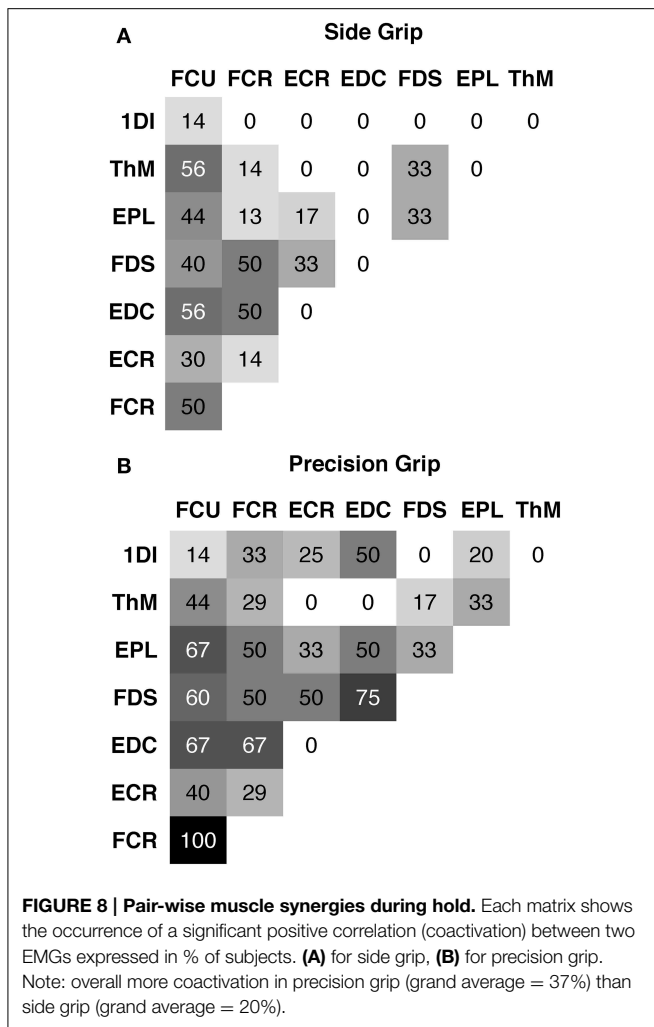 A Side Grip
FCU FCR ECR EDC FDS EPL ThM
1DI 14 0 0 0 0 0 0
ThM 56 14 0 0 33 0
EPL 44 13 17 0 33
FDS 40 50 33 0
EDC 56 50 0
ECR 30 14
FCR 50
B Precision Grip
FCU FCR ECR EDC FDS EPL ThM
1DI 14 33 25 50 0 20 0
ThM 44 29 0 0 17 33
EPL 67 50 33 50 33
FDS 60 50 50 75
EDC 67 67 0
ECR 40 29
FCR 100
FIGURE 8 | Pair-wise muscle synergies during hold. Each matrix shows
the occurrence of a significant positive correlation (coactivation) between two
EMGs expressed in % of subjects. (A) for side grip, (B) for precision grip.
Note: overall more coactivation in precision grip (grand average = 37%) than
side grip (grand average = 20%).